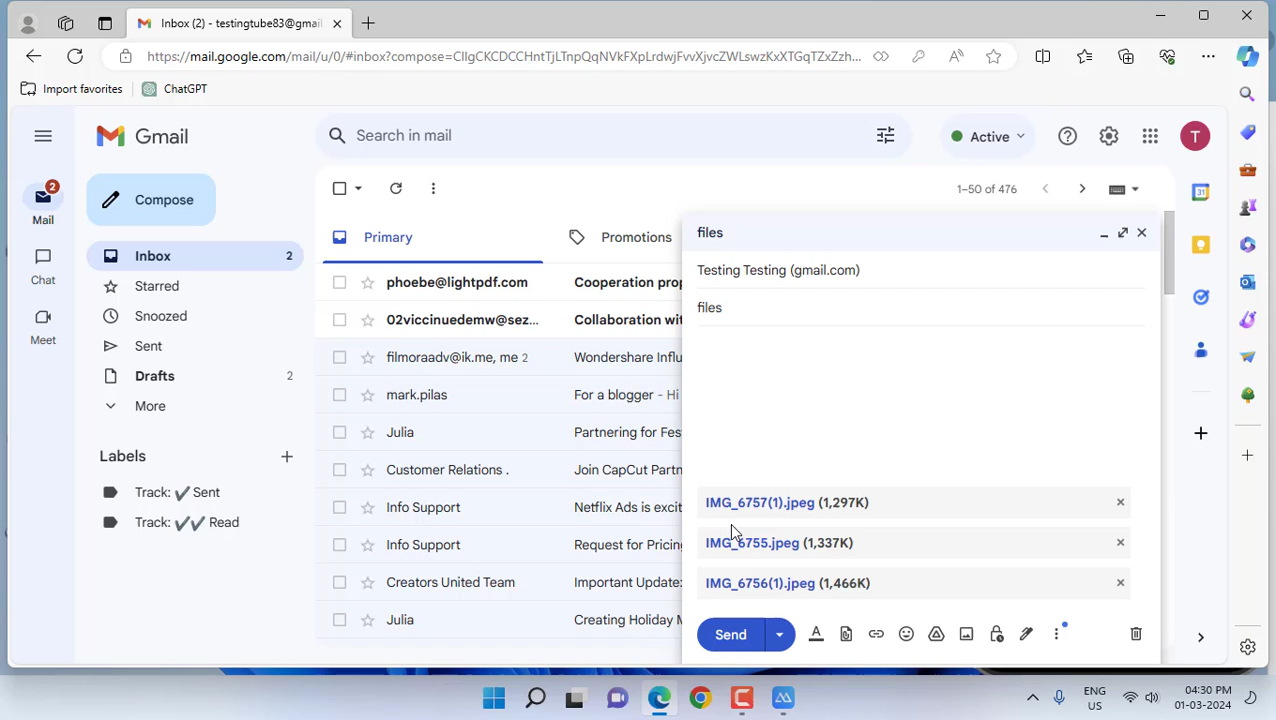 Inbox (2) - testingtube83@gmail
https://mail.google.com/mail/u/0/#inbox?compose=
Import favorites
ChatGPT
Gmail
Search in mail
Active
T
2
Mail
Compose
1–50 of 476
31
Inbox 2
Primary
Promotions
files
Chat
Starred
phoebe@lightpdf.com
Cooperation prop
Testing Testing (gmail.com)
Snoozed
02viccinuedemw@sez...
Collaboration wit
files
Meet
Sent
filmoraadv@ik.me, me 2
Wondershare Influ
Drafts 2
mark.pilas
For a blogger - Hi
More
Julia
Partnering for Fes
Labels
Customer Relations .
Join CapCut Partn
Track: ✔Sent
Info Support
Netflix Ads is excit
IMG_6757(1).jpeg (1,297K)
Track: ✔✔Read
Info Support
Request for Pricing
IMG_6755.jpeg (1,337K)
Creators United Team
Important Update:
IMG_6756(1).jpeg (1,466K)
Julia
Creating Holiday M
Send
ENG
US
04:30 PM
01-03-2024